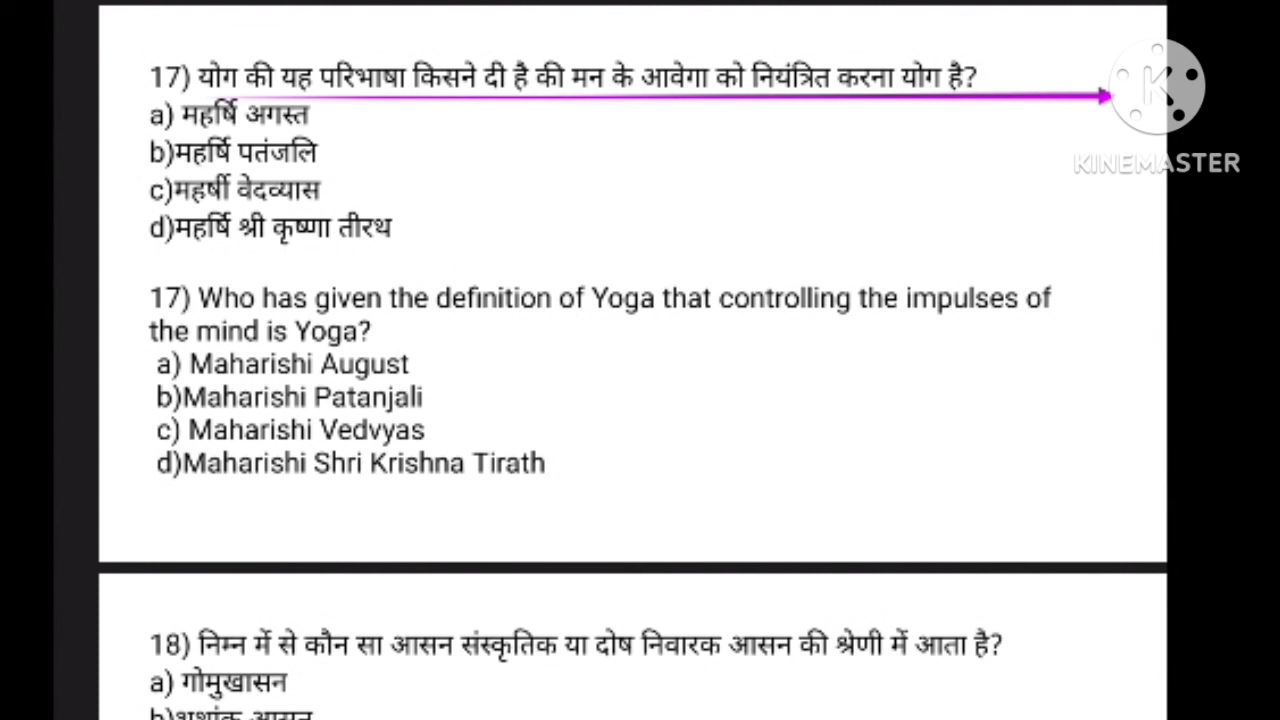 17) योग की यह परिभाषा किसने दी है की मन के आवेगा को नियंत्रित करना योग है?
a) महर्षि अगस्त
b)महर्षि पतंजलि
c)महर्षी वेदव्यास
d)महर्षि श्री कृष्णा तीरथ
KINEMASTER
17) Who has given the definition of Yoga that controlling the impulses of
the mind is Yoga?
a) Maharishi August
b)Maharishi Patanjali
c) Maharishi Vedvyas
d)Maharishi Shri Krishna Tirath
18) निम्न में से कौन सा आसन संस्कृतिक या दोष निवारक आसन की श्रेणी में आता है?
a) गोमुखासन